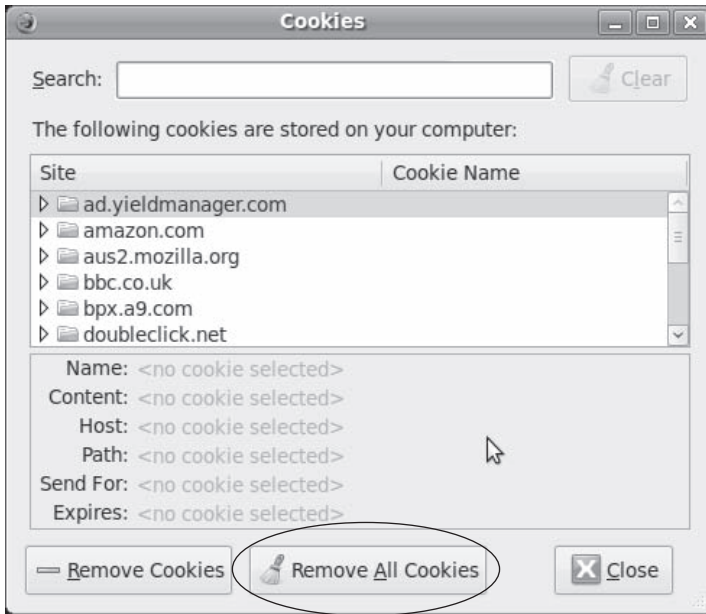 Cookies
Search: Clear
The following cookies are stored on your computer:
Site Cookie Name
ad.yieldmanager.com
amazon.com
aus2.mozilla.org
bbc.co.uk
bpx.a9.com
doubleclick.net
Name: <no cookie selected>
Content: <no cookie selected>
Host: <no cookie selected>
Path: <no cookie selected>
Send For: <no cookie selected>
Expires: <no cookie selected>
Remove Cookies Remove All Cookies Close